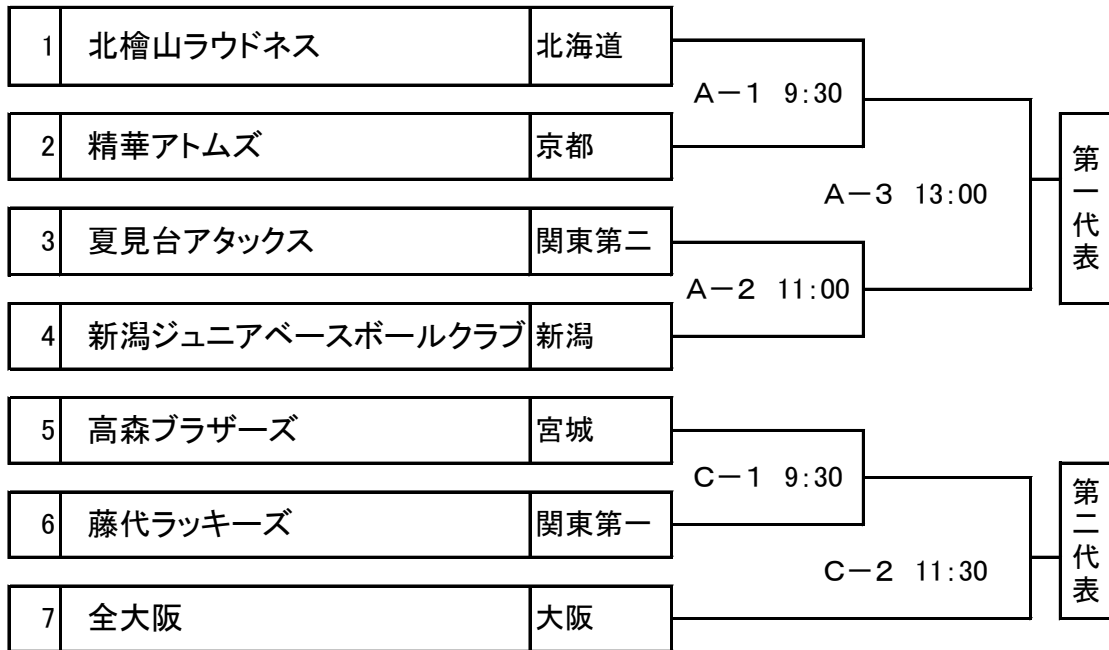 1 北檜山ラウドネス 北海道
A－1 9:30
2 精華アトムズ 京都
A－3 13:00
第一代表
3 夏見台アタックス 関東第二
A－2 11:00
4 新潟ジュニアベースボールクラブ 新潟
5 高森ブラザーズ 宮城
C－1 9:30
6 藤代ラッキーズ 関東第一
C－2 11:30
第二代表
7 全大阪 大阪